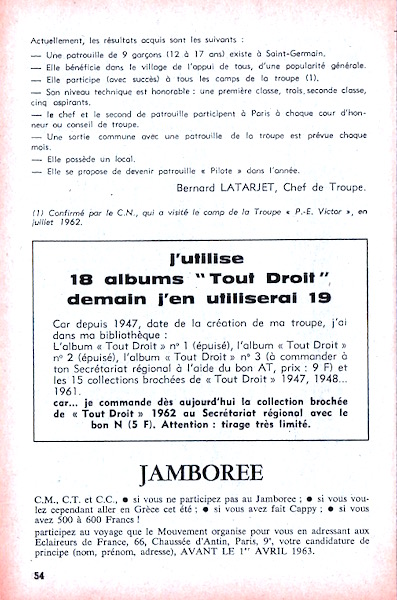 Actuellement, les résultats acquis sont les suivants :
— Une patrouille de 9 garçons (12 à 17 ans) existe à Saint-Germain.
— Elle bénéficie dans le village de l'appui de tous, d'une popularité générale.
— Elle participe (avec succès) à tous les camps de la troupe (1).
— Son niveau technique est honorable : une première classe, trois, seconde classe,
cinq aspirants.
— le chef et le second de patrouille participent à Paris à chaque cour d'hon-
neur ou conseil de troupe.
— Une sortie commune avec une patrouille de la troupe est prévue chaque
mois.
— Elle possède un local.
— Elle se propose de devenir patrouille « Pilote » dans l'année.
Bernard LATARJET, Chef de Troupe.
(1) Confirmé par le C.N., qui a visité le camp de la Troupe « P.-E. Victor », en
juillet 1962.
j'utilise
18 albums "Tout Droit"
demain j'en utiliserai 19
Car depuis 1947, date de la création de ma troupe, j'ai
dans ma bibliothèque :
L'album « Tout Droit » n° 1 (épuisé), l'album « Tout Droit »
n° 2 (épuisé), l'album « Tout Droit » n° 3 (à commander à
ton Secrétariat régional à l'aide du bon AT, prix : 9 F) et
les 15 collections brochées de « Tout Droit » 1947, 1948...
1961.
car... je commande dès aujourd'hui la collection brochée
de « Tout Droit » 1962 au Secrétariat régional avec le
bon N (5 F). Attention : tirage très limité.
JAMBOREE
C.M., C.T. et C.C., ● si vous ne participez pas au Jamboree ; ● si vous vou-
lez cependant aller en Grèce cet été ; ● si vous avez fait Cappy ; ● si vous
avez 500 à 600 Francs !
participez au voyage que le Mouvement organise pour vous en adressant aux
Eclaireurs de France, 66, Chaussée d'Antin, Paris, 9e, votre candidature de
principe (nom, prénom, adresse), AVANT LE 1er AVRIL 1963.
54